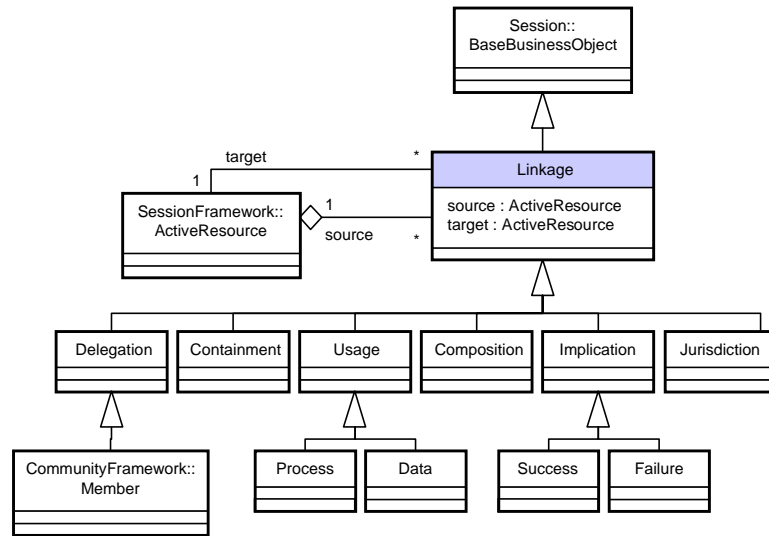 Session::
BaseBusinessObject
target
*
Linkage
1
SessionFramework::
ActiveResource
1
source : ActiveResource
target : ActiveResource
source
*
Delegation
Containment
Usage
Composition
Implication
Jurisdiction
CommunityFramework::
Member
Process
Data
Success
Failure